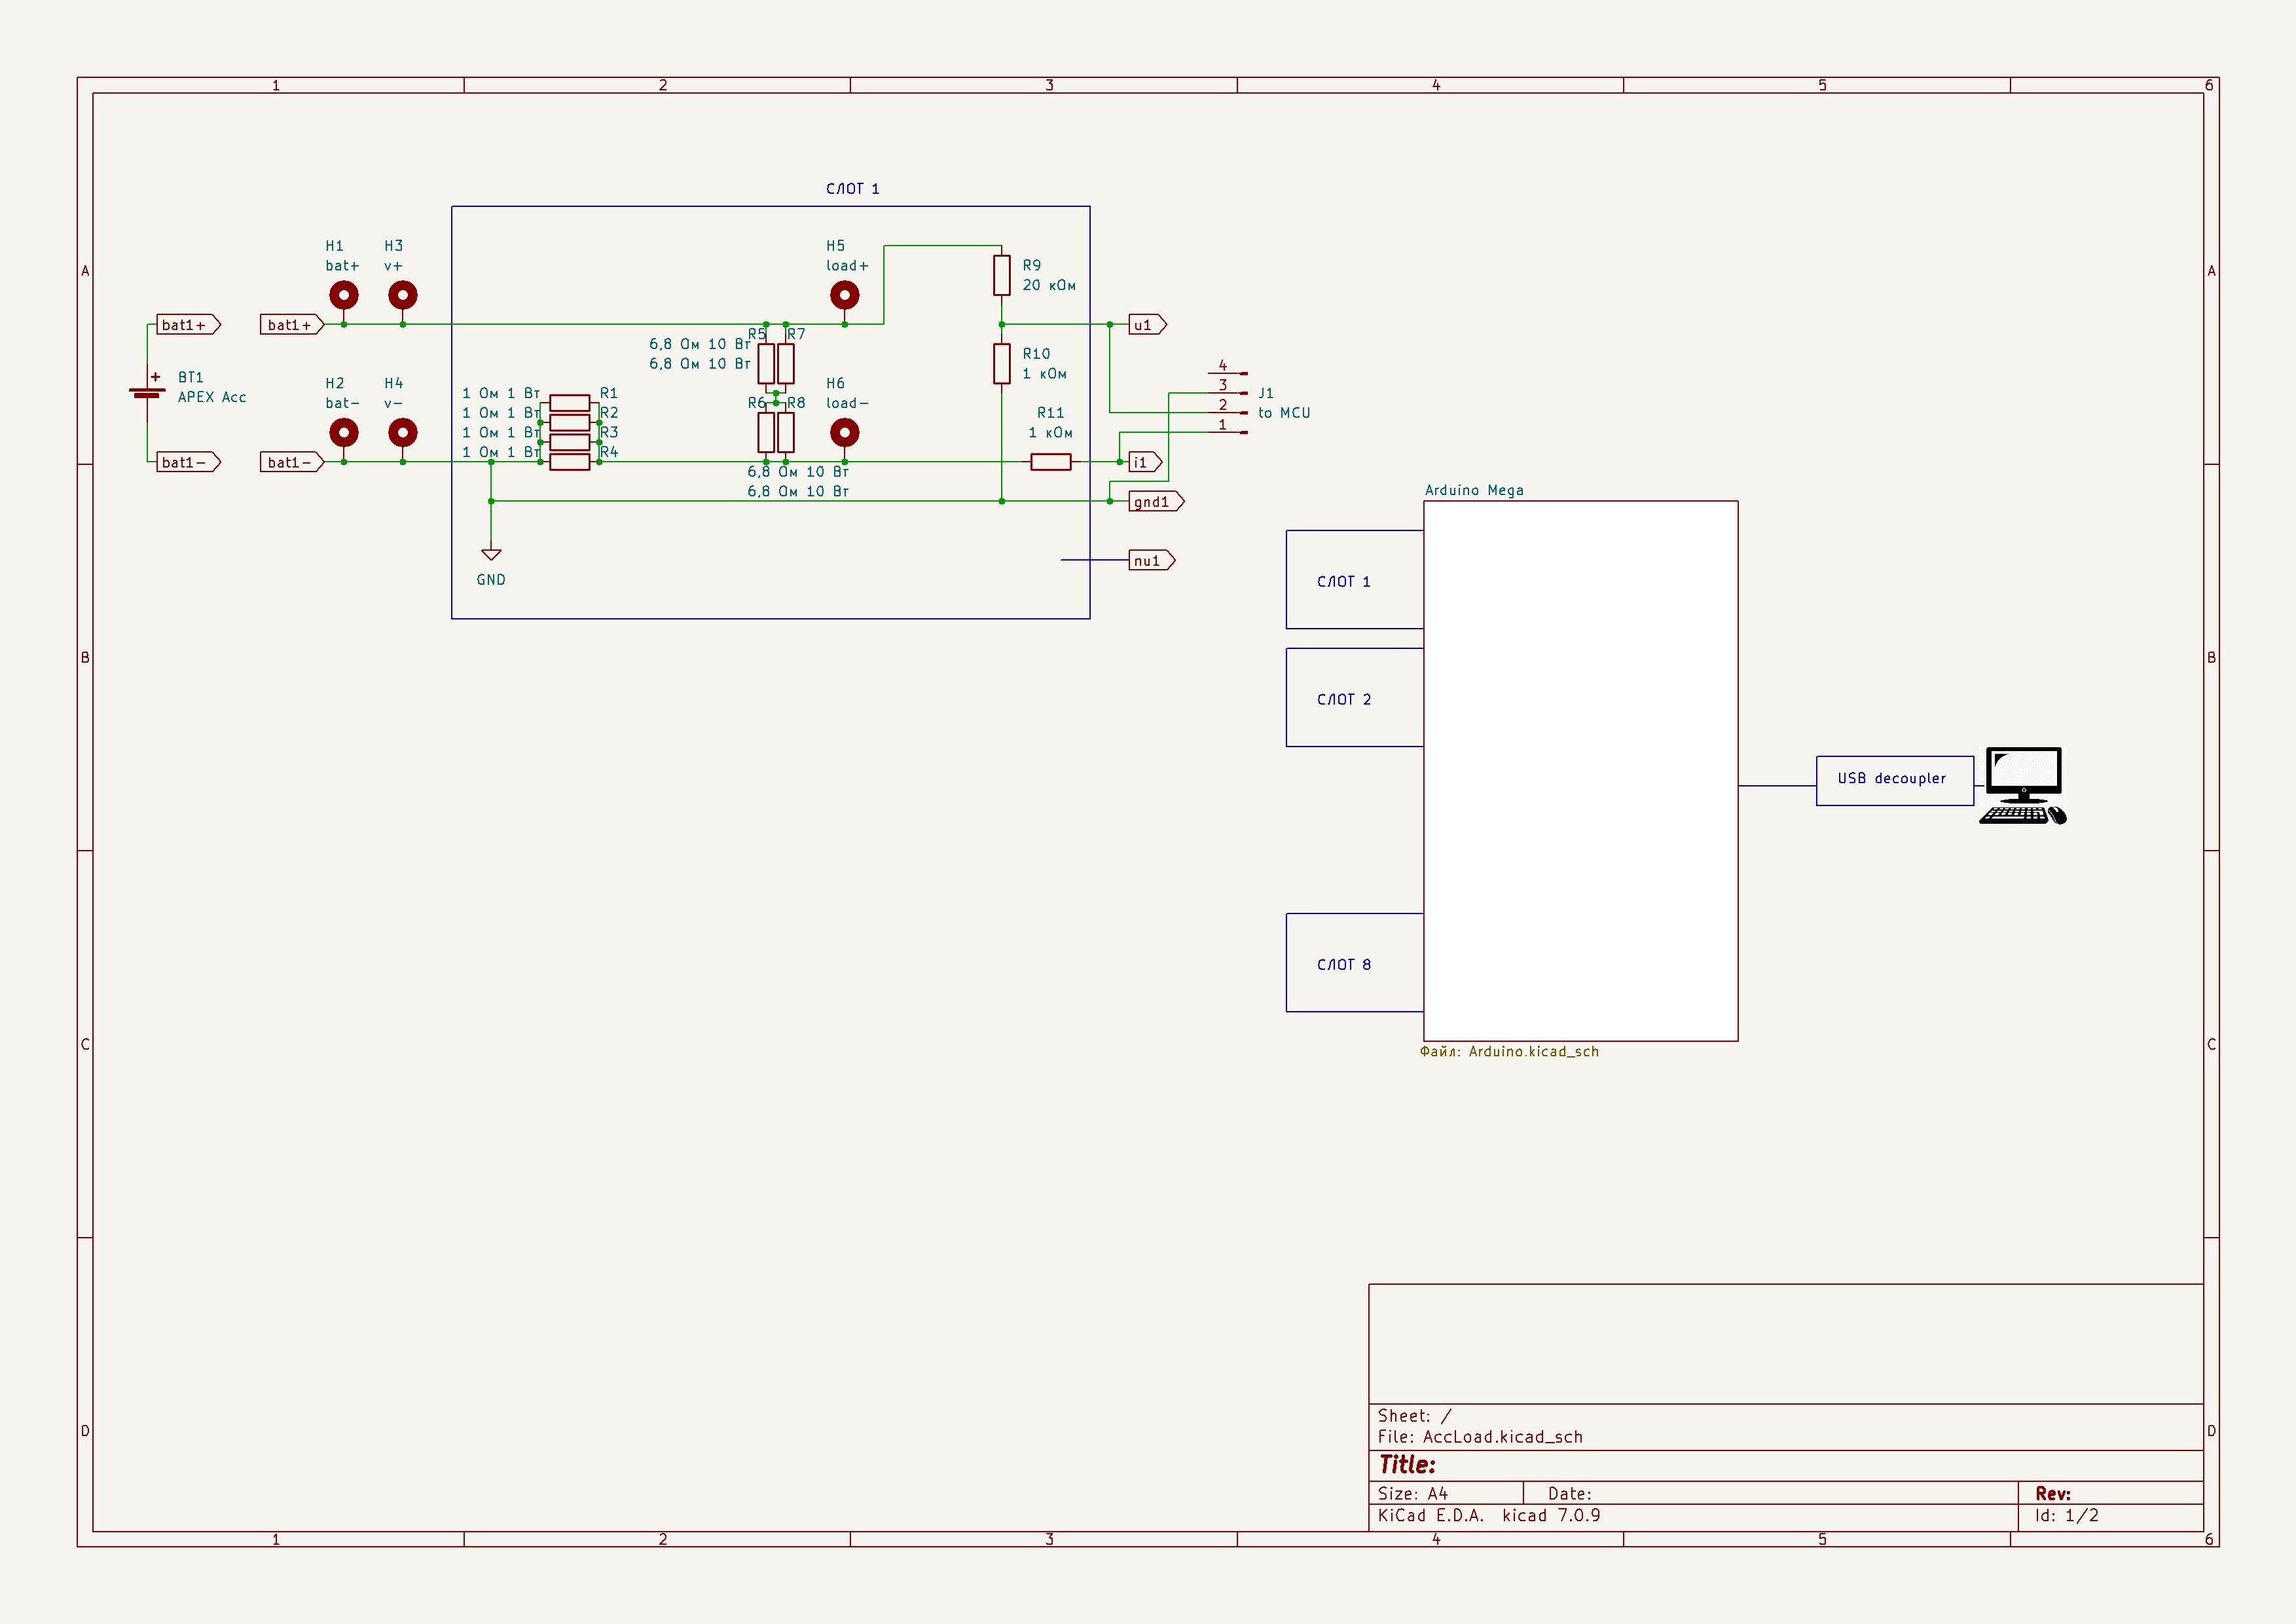 1 2 3 4 5 6
СЛОТ 1
H1 H3 H5
bat+ v+ load+
R9
20 кОм
A A
bat1+ bat1+ u1
R5 R7
6,8 Ом 10 Вт
6,8 Ом 10 Вт
R10
1 кОм
+ BT1
APEX Acc
H2 H4 H6
bat- v- load-
4
3 J1
2 to MCU
1
1 Ом 1 Вт R1
1 Ом 1 Вт R2
1 Ом 1 Вт R3
1 Ом 1 Вт R4
R6 R8
R11
1 кОм
bat1- bat1- i1
6,8 Ом 10 Вт
6,8 Ом 10 Вт
gnd1
nu1
GND
Arduino Mega
СЛОТ 1
B B
СЛОТ 2
USB decoupler
СЛОТ 8
C C
Файл: Arduino.kicad_sch
D D
Sheet: /
File: AccLoad.kicad_sch
Title:
Size: A4 Date: Rev:
KiCad E.D.A. kicad 7.0.9 Id: 1/2
1 2 3 4 5 6